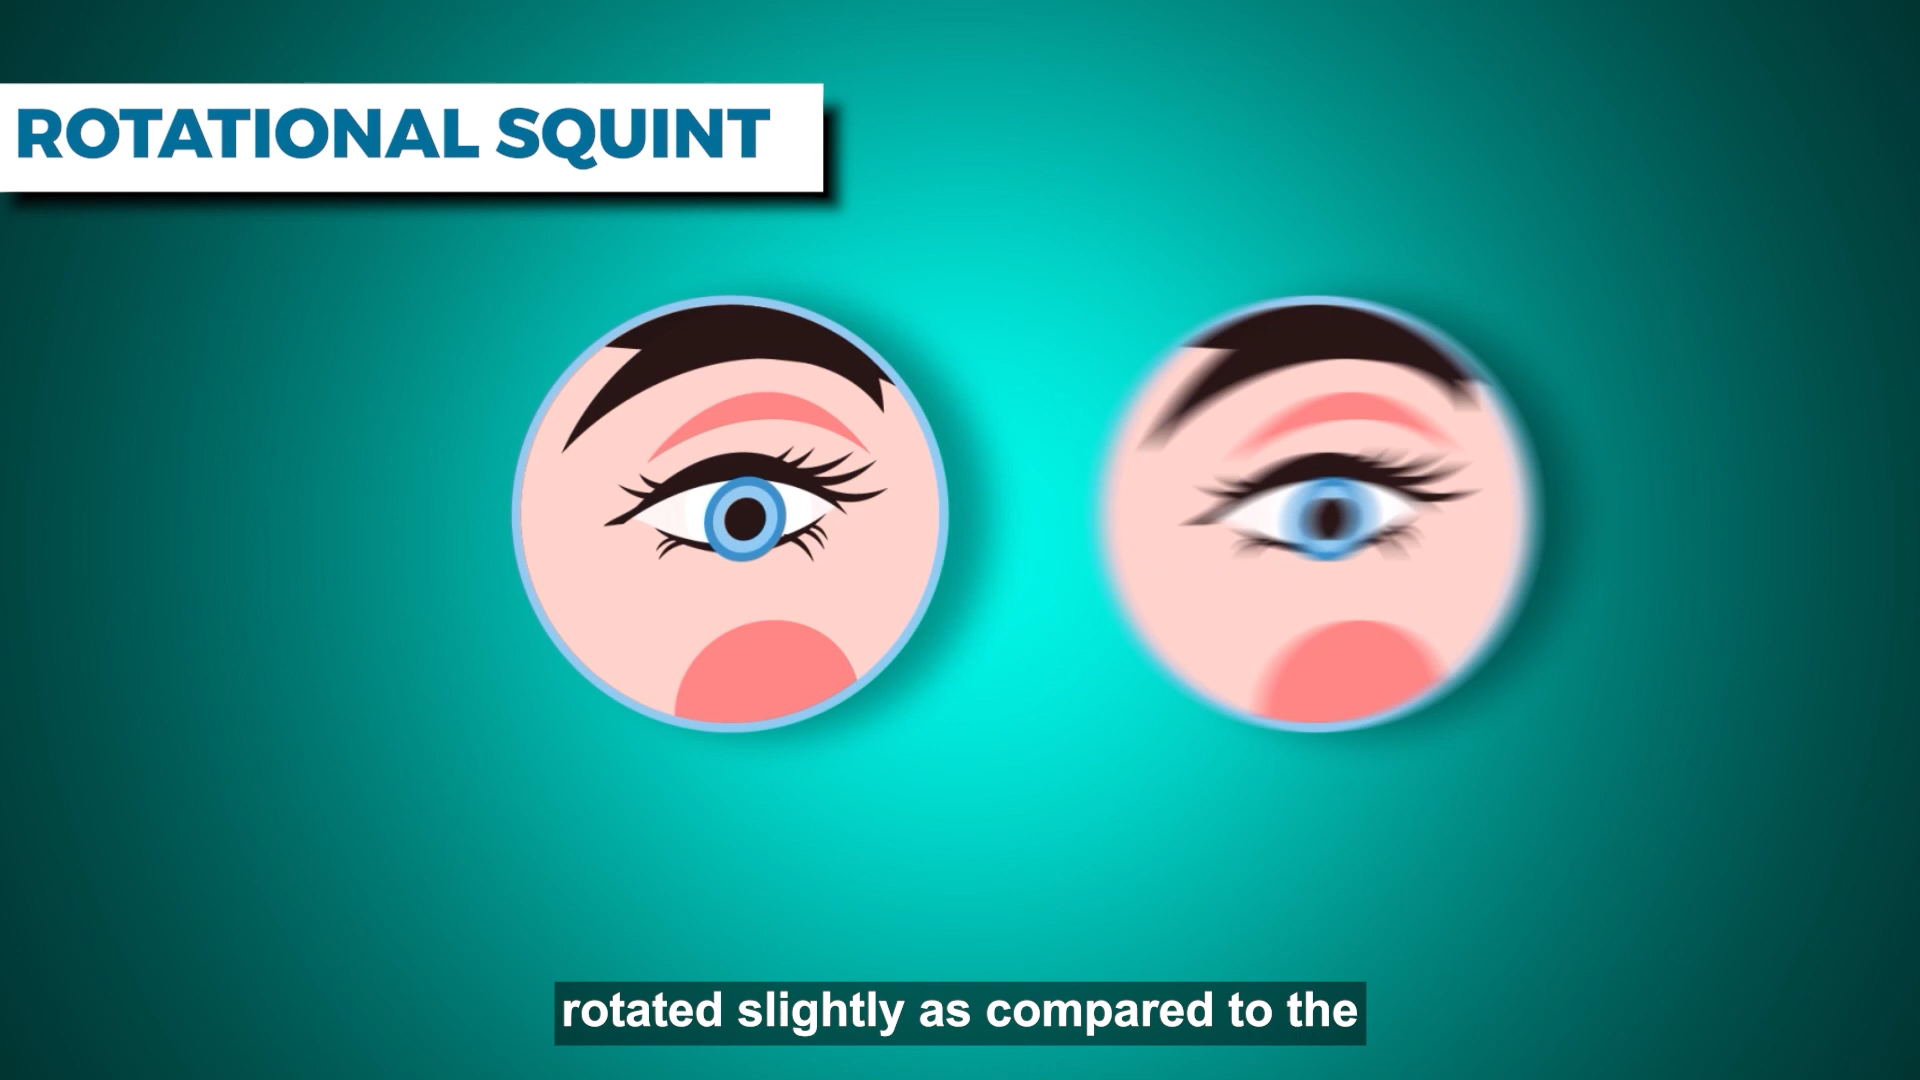 ROTATIONAL SQUINT
rotated slightly as compared to the